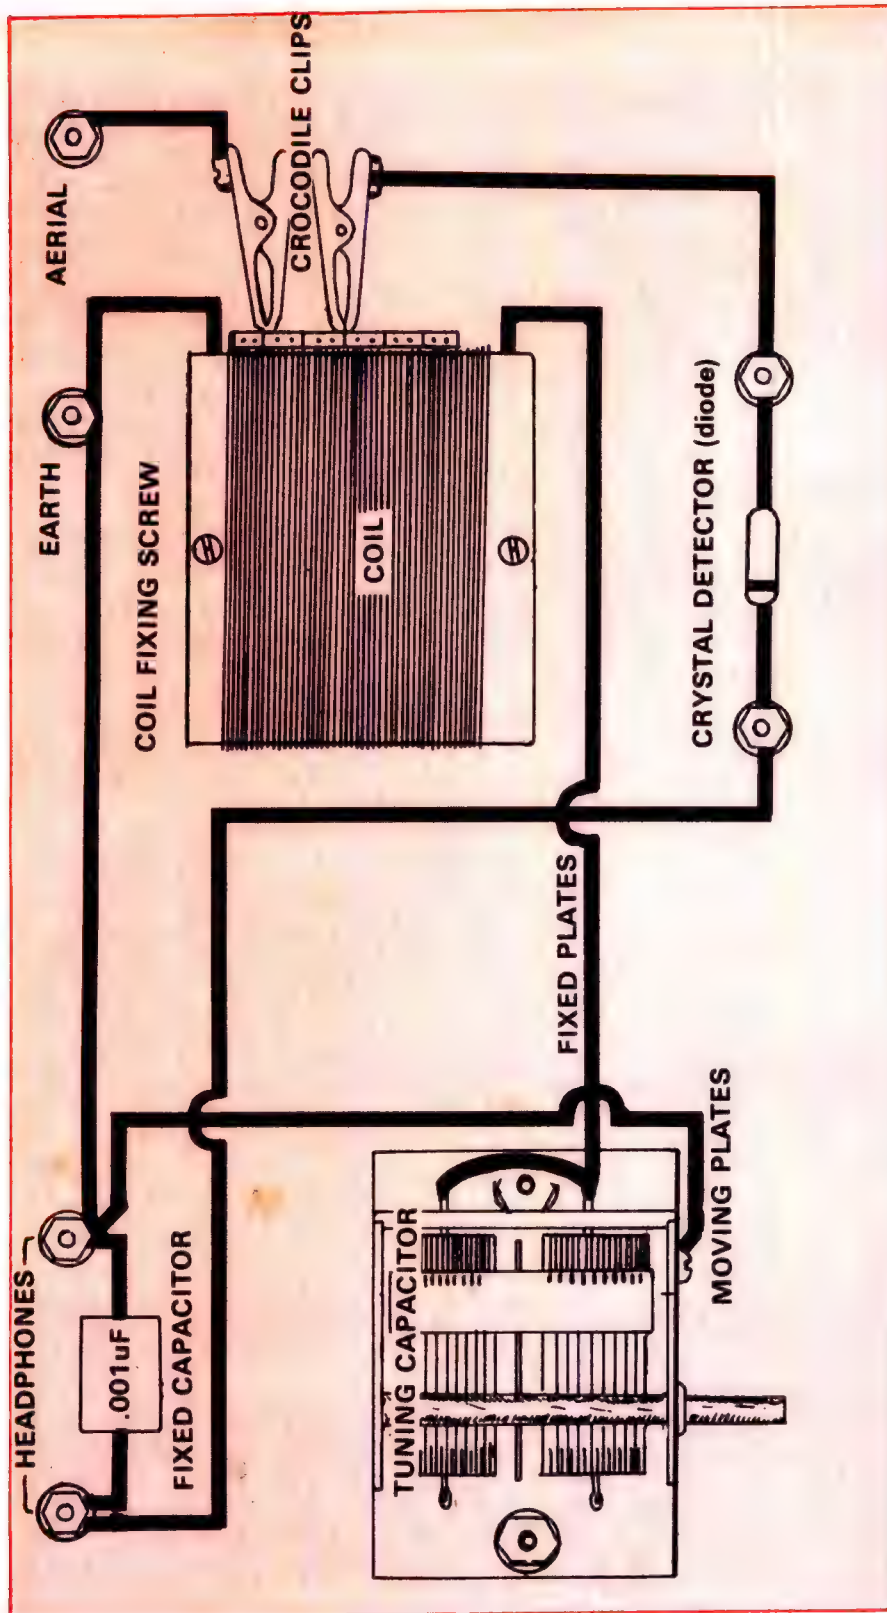 HEADPHONES
.001uF
FIXED CAPACITOR
EARTH
AERIAL
COIL FIXING SCREW
COIL
CROCODILE CLIPS
TUNING CAPACITOR
FIXED PLATES
MOVING PLATES
CRYSTAL DETECTOR (diode)